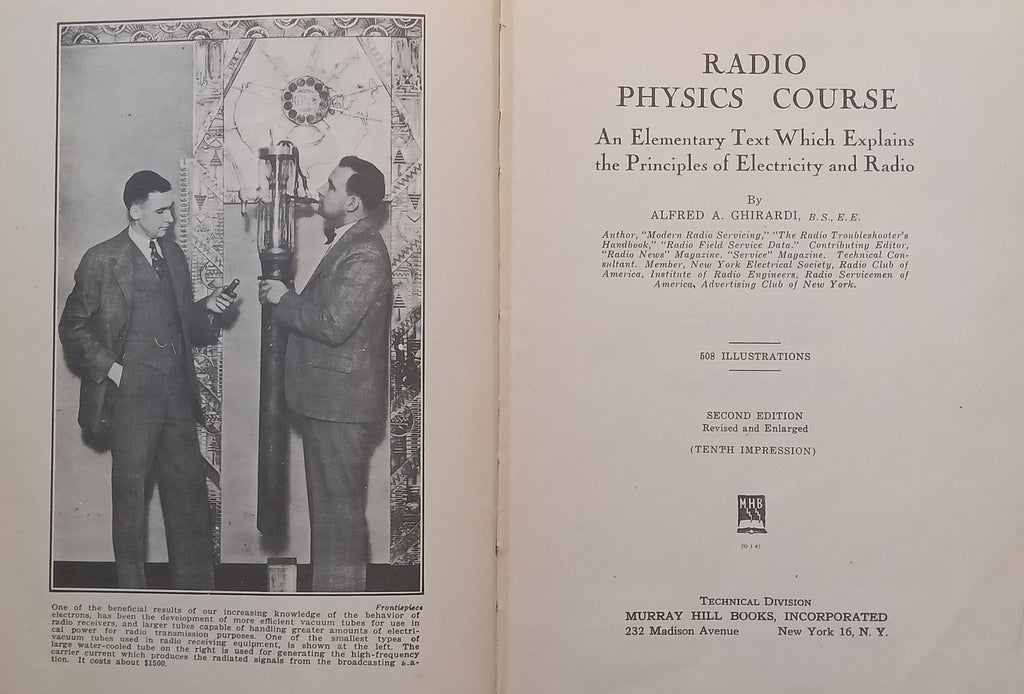 Frontispiece
One of the beneficial results of our increasing knowledge of the behavior of
electrons, has been the development of more efficient vacuum tubes for use in
radio receivers, and larger tubes capable of handling greater amounts of electri-
cal power for radio transmission purposes. One of the smallest types of
vacuum tubes used in radio receiving equipment, is shown at the left. The
large water-cooled tube on the right is used for generating the high-frequency
carrier current which produces the radiated signals from the broadcasting sta-
tion. It costs about $1500.
RADIO
PHYSICS COURSE
An Elementary Text Which Explains
the Principles of Electricity and Radio
By
ALFRED A. GHIRARDI, B.S., E.E.
Author, "Modern Radio Servicing," "The Radio Troubleshooter's
Handbook," "Radio Field Service Data." Contributing Editor,
"Radio News" Magazine. "Service" Magazine. Technical Con-
sultant. Member, New York Electrical Society, Radio Club of
America, Institute of Radio Engineers, Radio Servicemen of
America, Advertising Club of New York.
508 ILLUSTRATIONS
SECOND EDITION
Revised and Enlarged
(TENTH IMPRESSION)
MHB
TECHNICAL DIVISION
MURRAY HILL BOOKS, INCORPORATED
232 Madison Avenue New York 16, N. Y.